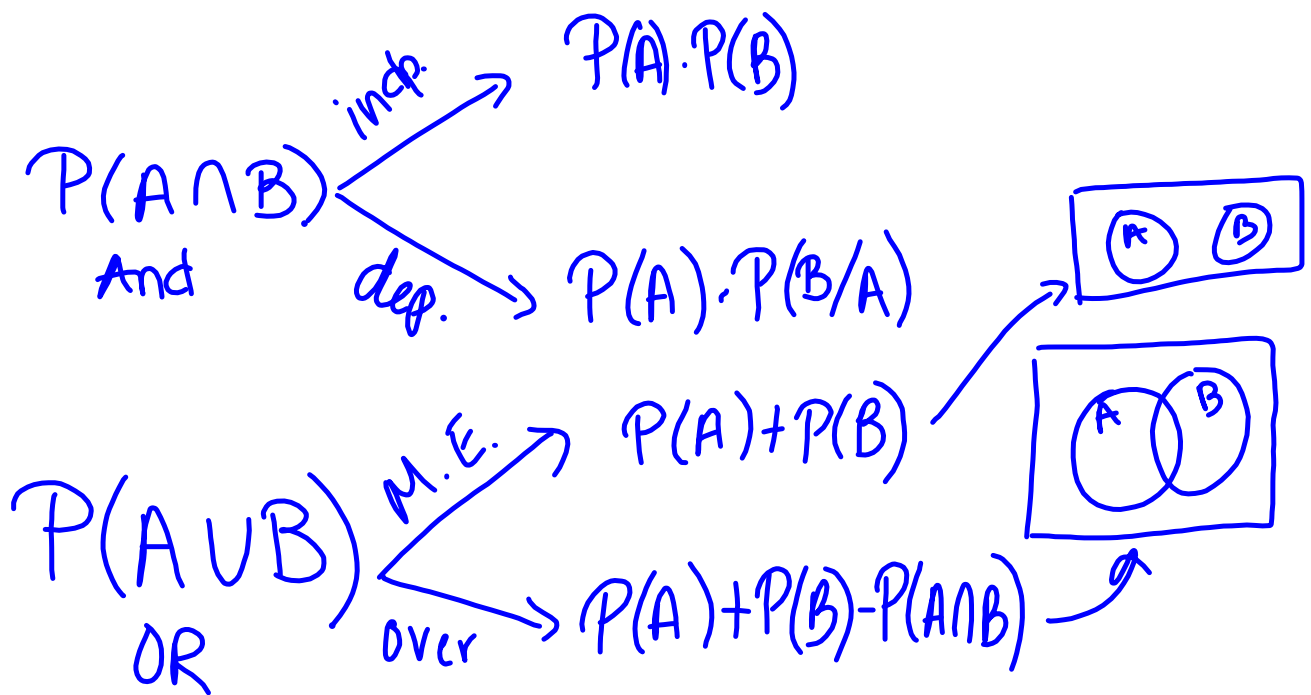 P(A∩B)
And
indp.
P(A)·P(B)
dep.
P(A)·P(B/A)
P(A∪B)
OR
M.E.
P(A)+P(B)
over
P(A)+P(B)-P(A∩B)
A B
A B